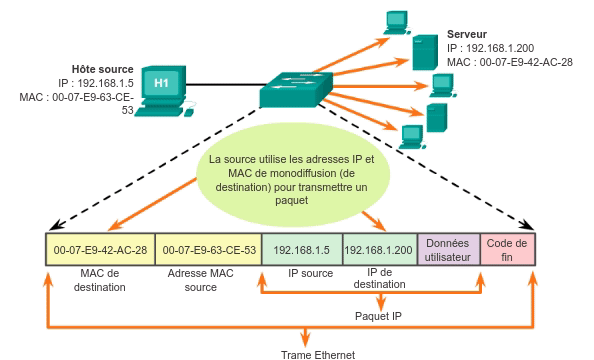 Hôte source
IP : 192.168.1.5
MAC : 00-07-E9-63-CE-
53
H1
Serveur
IP : 192.168.1.200
MAC : 00-07-E9-42-AC-28
La source utilise les adresses IP et
MAC de monodiffusion (de
destination) pour transmettre un
paquet
00-07-E9-42-AC-28
00-07-E9-63-CE-53
192.168.1.5
192.168.1.200
Données
utilisateur
Code de
fin
MAC de
destination
Adresse MAC
source
IP source
IP de
destination
Paquet IP
Trame Ethernet